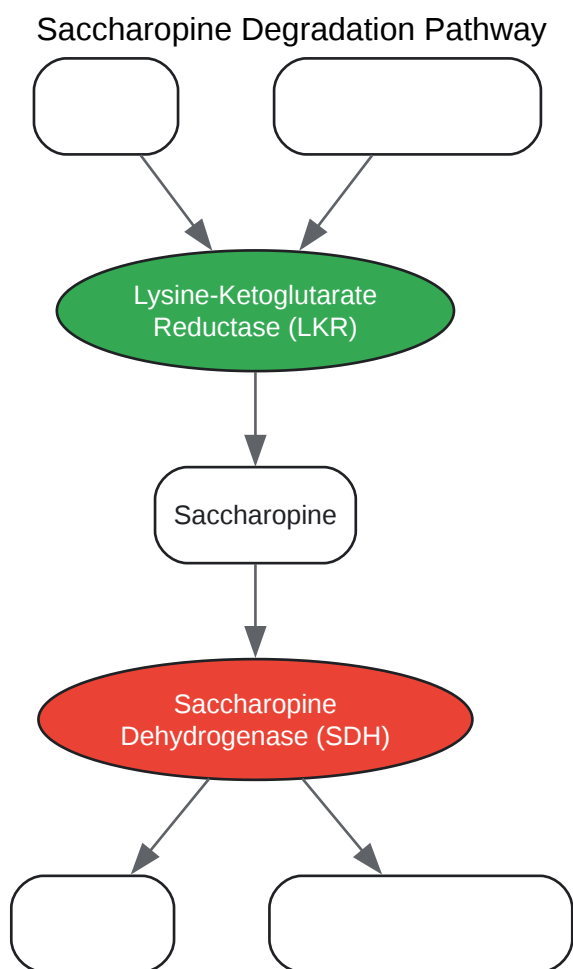 Saccharopine Degradation Pathway
Lysine-Ketoglutarate
Reductase (LKR)
Saccharopine
Saccharopine
Dehydrogenase (SDH)